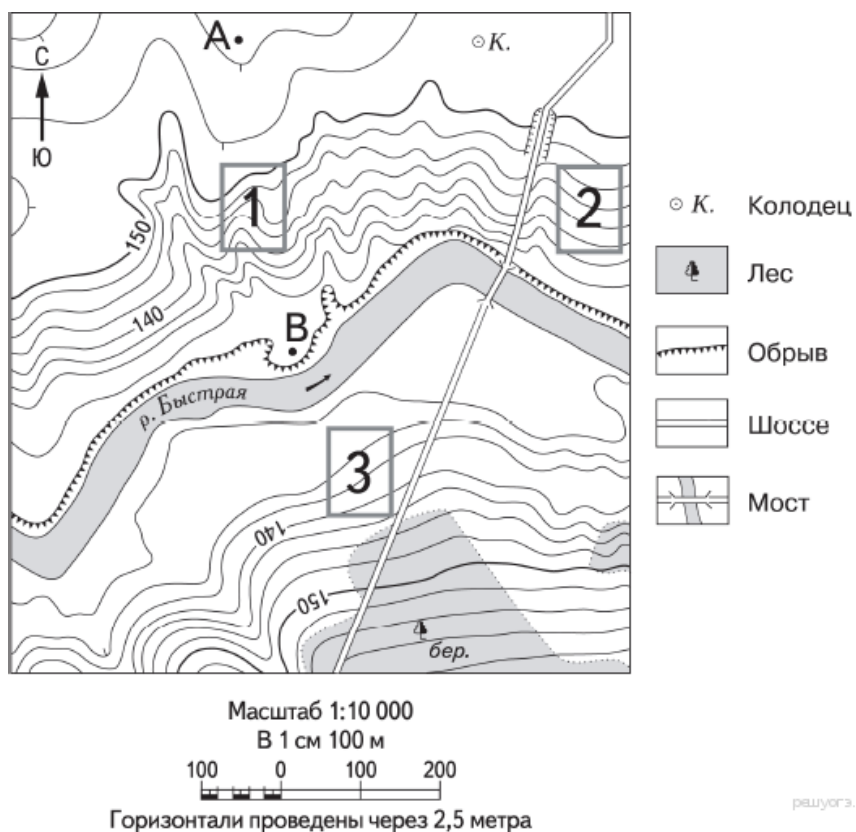 А
К.
С
Ю
1
2
150
140
В
р. Быстрая
3
140
150
бер.
К. Колодец
Лес
Обрыв
Шоссе
Мост
Масштаб 1:10 000
В 1 см 100 м
100 0 100 200
Горизонтали проведены через 2,5 метра
решуогэ.